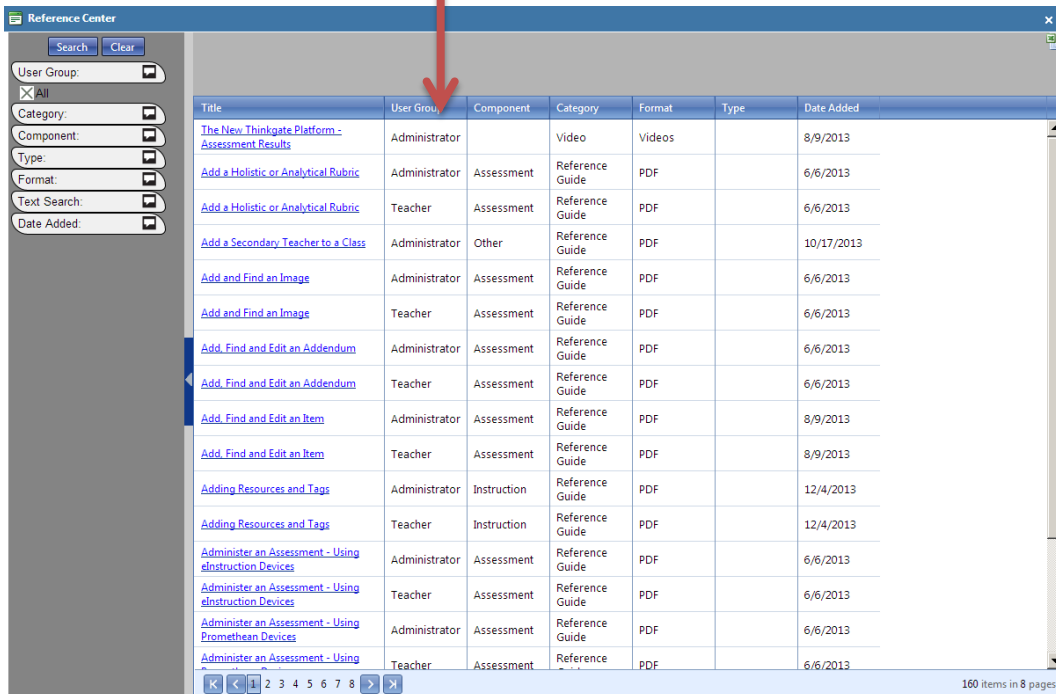 Reference Center
Search Clear
User Group:
All
Category:
Component:
Type:
Format:
Text Search:
Date Added:
Title User Component Category Format Type Date Added
The New Thinkgate Platform - Assessment Results Administrator Video Videos 8/9/2013
Add a Holistic or Analytical Rubric Administrator Assessment Reference Guide PDF 6/6/2013
Add a Holistic or Analytical Rubric Teacher Assessment Reference Guide PDF 6/6/2013
Add a Secondary Teacher to a Class Administrator Other Reference Guide PDF 10/17/2013
Add and Find an Image Administrator Assessment Reference Guide PDF 6/6/2013
Add and Find an Image Teacher Assessment Reference Guide PDF 6/6/2013
Add, Find and Edit an Addendum Administrator Assessment Reference Guide PDF 6/6/2013
Add, Find and Edit an Addendum Teacher Assessment Reference Guide PDF 6/6/2013
Add, Find and Edit an Item Administrator Assessment Reference Guide PDF 8/9/2013
Add, Find and Edit an Item Teacher Assessment Reference Guide PDF 8/9/2013
Adding Resources and Tags Administrator Instruction Reference Guide PDF 12/4/2013
Adding Resources and Tags Teacher Instruction Reference Guide PDF 12/4/2013
Administer an Assessment - Using eInstruction Devices Administrator Assessment Reference Guide PDF 6/6/2013
Administer an Assessment - Using eInstruction Devices Teacher Assessment Reference Guide PDF 6/6/2013
Administer an Assessment - Using Promethean Devices Administrator Assessment Reference Guide PDF 6/6/2013
Administer an Assessment - Using Teacher Assessment Reference PDF 6/6/2013
1 2 3 4 5 6 7 8
160 items in 8 pages